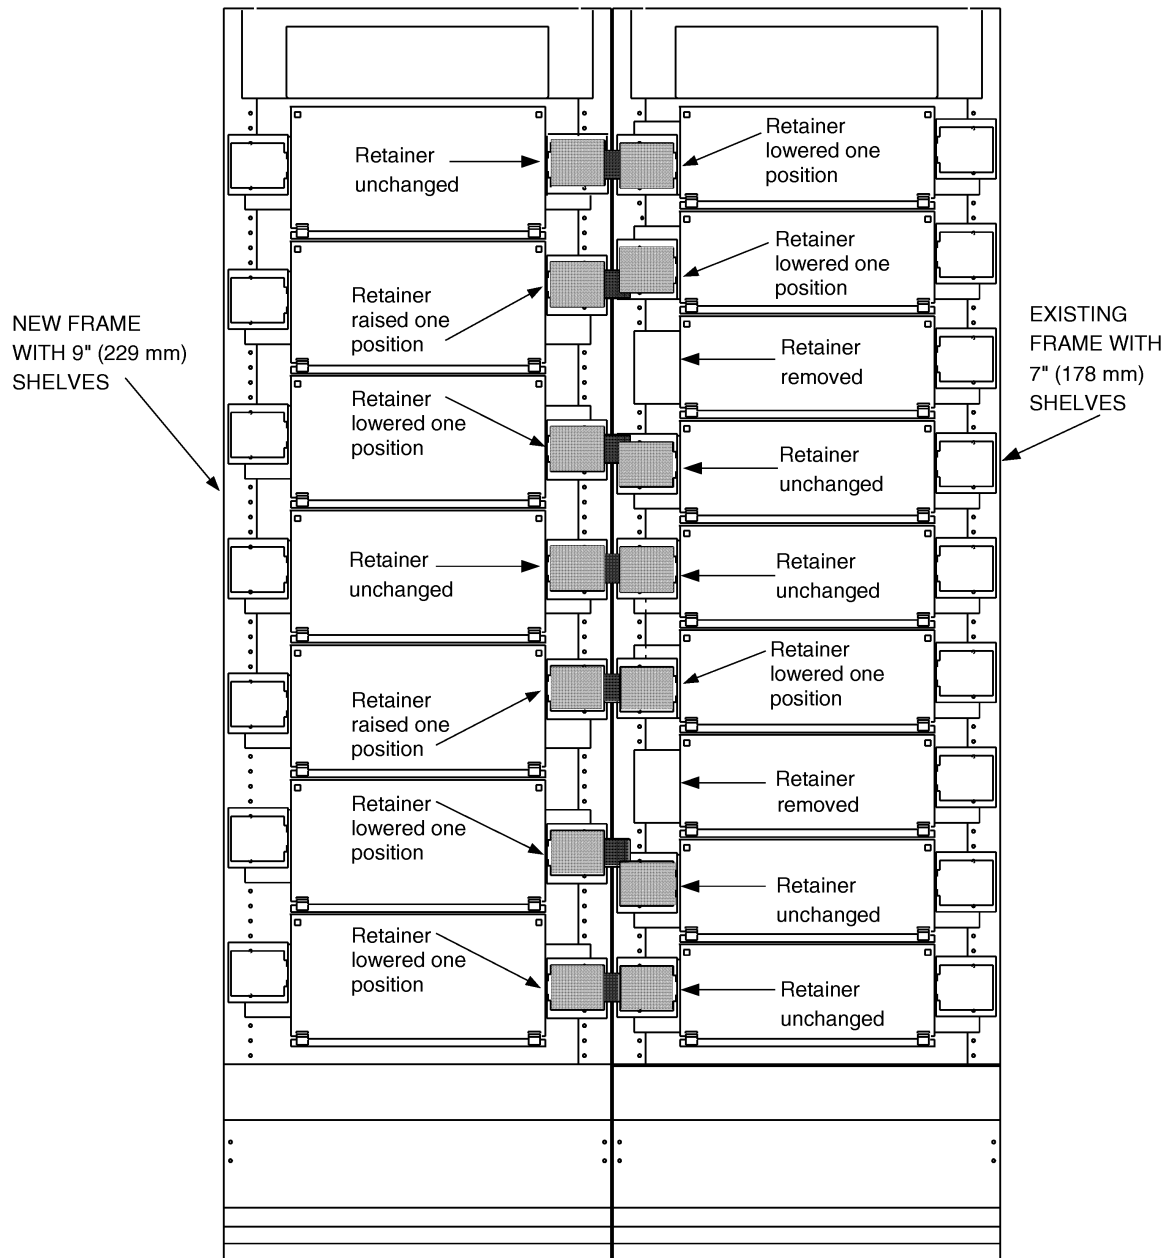 NEW FRAME
WITH 9" (229 mm)
SHELVES
Retainer
unchanged
Retainer
raised one
position
Retainer
lowered one
position
Retainer
unchanged
Retainer
raised one
position
Retainer
lowered one
position
Retainer
lowered one
position
Retainer
lowered one
position
Retainer
lowered one
position
Retainer
removed
Retainer
unchanged
Retainer
unchanged
Retainer
lowered one
position
Retainer
removed
Retainer
unchanged
Retainer
unchanged
EXISTING
FRAME WITH
7" (178 mm)
SHELVES